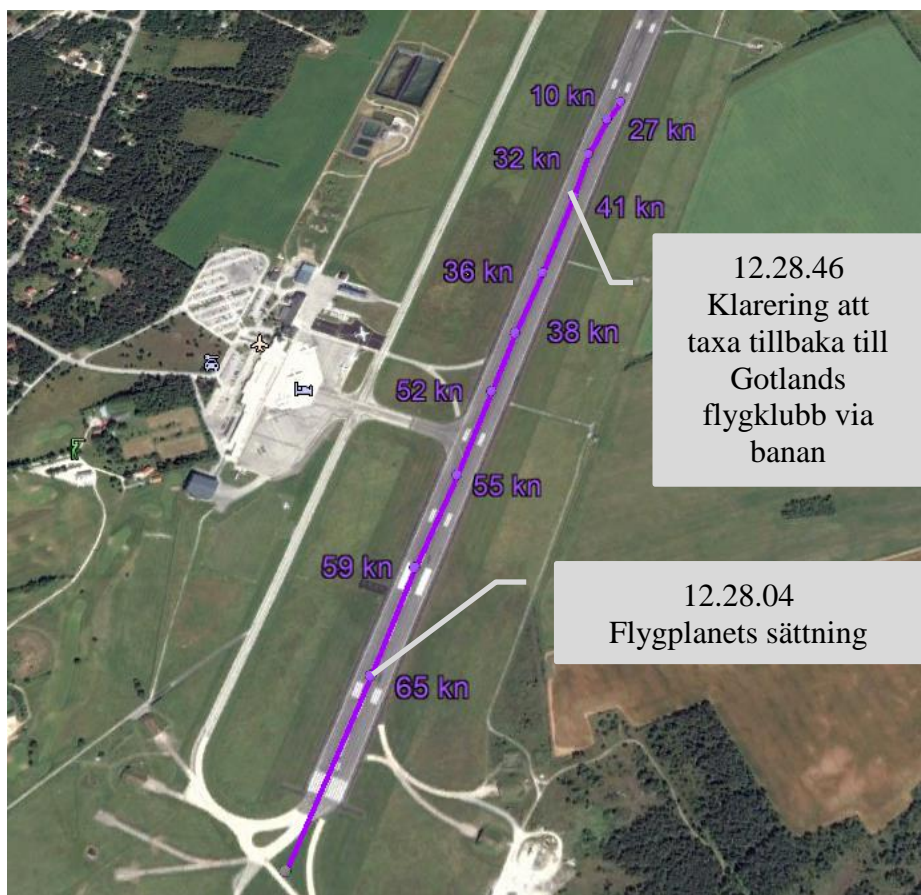 10 kn
27 kn
32 kn
41 kn
12.28.46
Klarering att
taxa tillbaka till
Gotlands
flygklubb via
banan
36 kn
38 kn
52 kn
55 kn
59 kn
12.28.04
Flygplanets sättning
65 kn